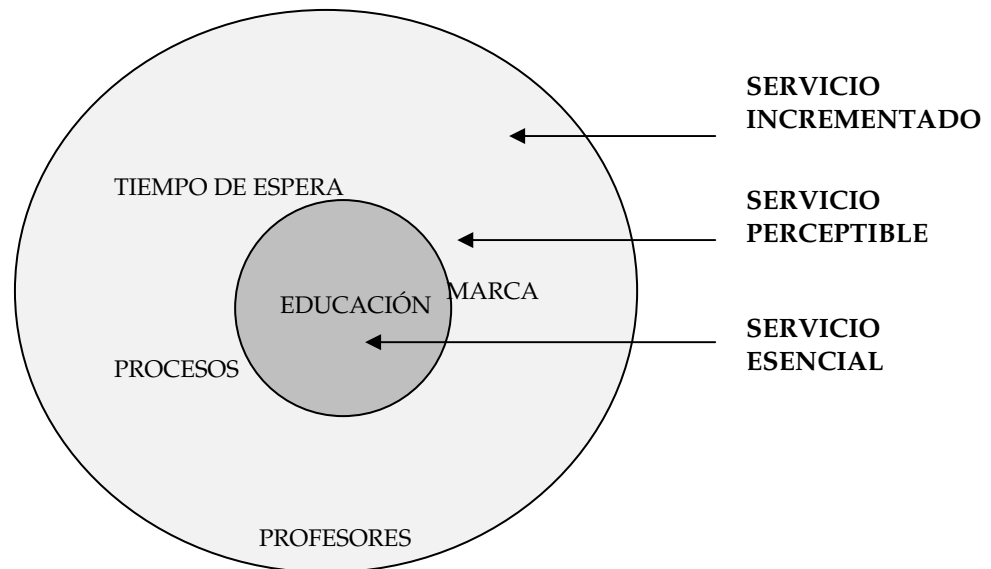 SERVICIO
INCREMENTADO
TIEMPO DE ESPERA
SERVICIO
PERCEPTIBLE
EDUCACIÓN
MARCA
SERVICIO
ESENCIAL
PROCESOS
PROFESORES